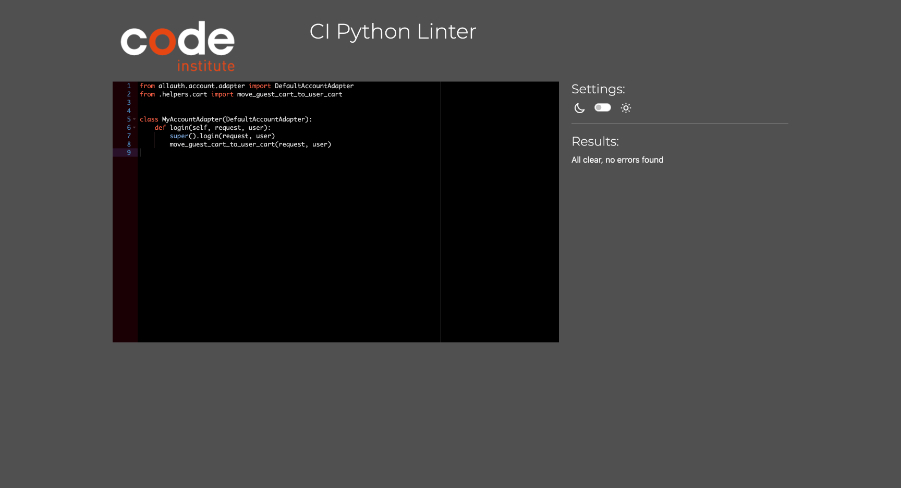 code
institute
CI Python Linter
1 from allauth.account.adapter import DefaultAccountAdapter
2 from .helpers.cart import move_guest_cart_to_user_cart
3
4
5 class MyAccountAdapter(DefaultAccountAdapter):
6     def login(self, request, user):
7         super().login(request, user)
8         move_guest_cart_to_user_cart(request, user)
9
Settings:
Results:
All clear, no errors found